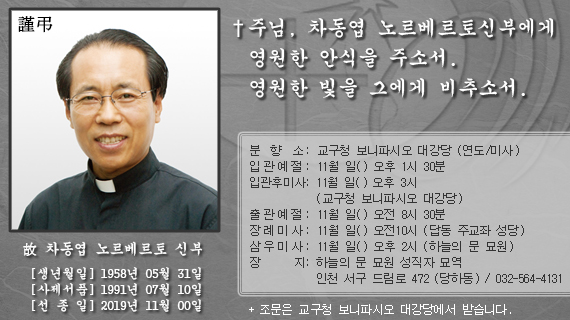 謹弔
†주님, 차동엽 노르베르토신부에게
영원한 안식을 주소서.
영원한 빛을 그에게 비추소서.
故 차동엽 노르베르토 신부
[생년월일] 1958년 05월 31일
[사제서품] 1991년 07월 10일
[선 종 일] 2019년 11월 00일
분 향 소: 교구청 보니파시오 대강당 (연도/미사)
입관예절: 11월 일() 오후 1시 30분
입관후미사: 11월 일() 오후 3시
(교구청 보니파시오 대강당)
출관예절: 11월 일() 오전 8시 30분
장례미사: 11월 일() 오전10시 (답동 주교좌 성당)
삼우미사: 11월 일() 오후 2시 (하늘의 문 묘원)
장 지: 하늘의 문 묘원 성직자 묘역
인천 서구 드림로 472 (당하동) / 032-564-4131
+ 조문은 교구청 보니파시오 대강당에서 받습니다.